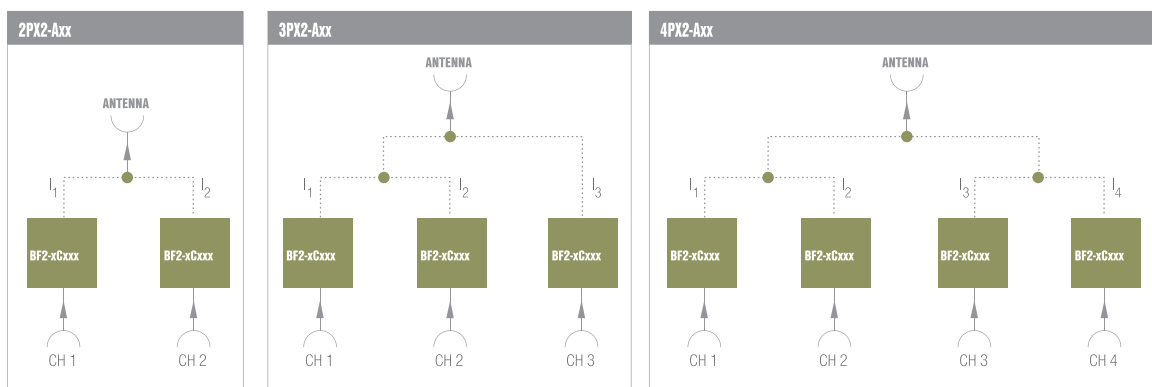 2PX2-Axx
ANTENNA
I1 I2
BF2-xCxxx BF2-xCxxx
CH 1 CH 2
3PX2-Axx
ANTENNA
I1 I2 I3
BF2-xCxxx BF2-xCxxx BF2-xCxxx
CH 1 CH 2 CH 3
4PX2-Axx
ANTENNA
I1 I2 I3 I4
BF2-xCxxx BF2-xCxxx BF2-xCxxx BF2-xCxxx
CH 1 CH 2 CH 3 CH 4